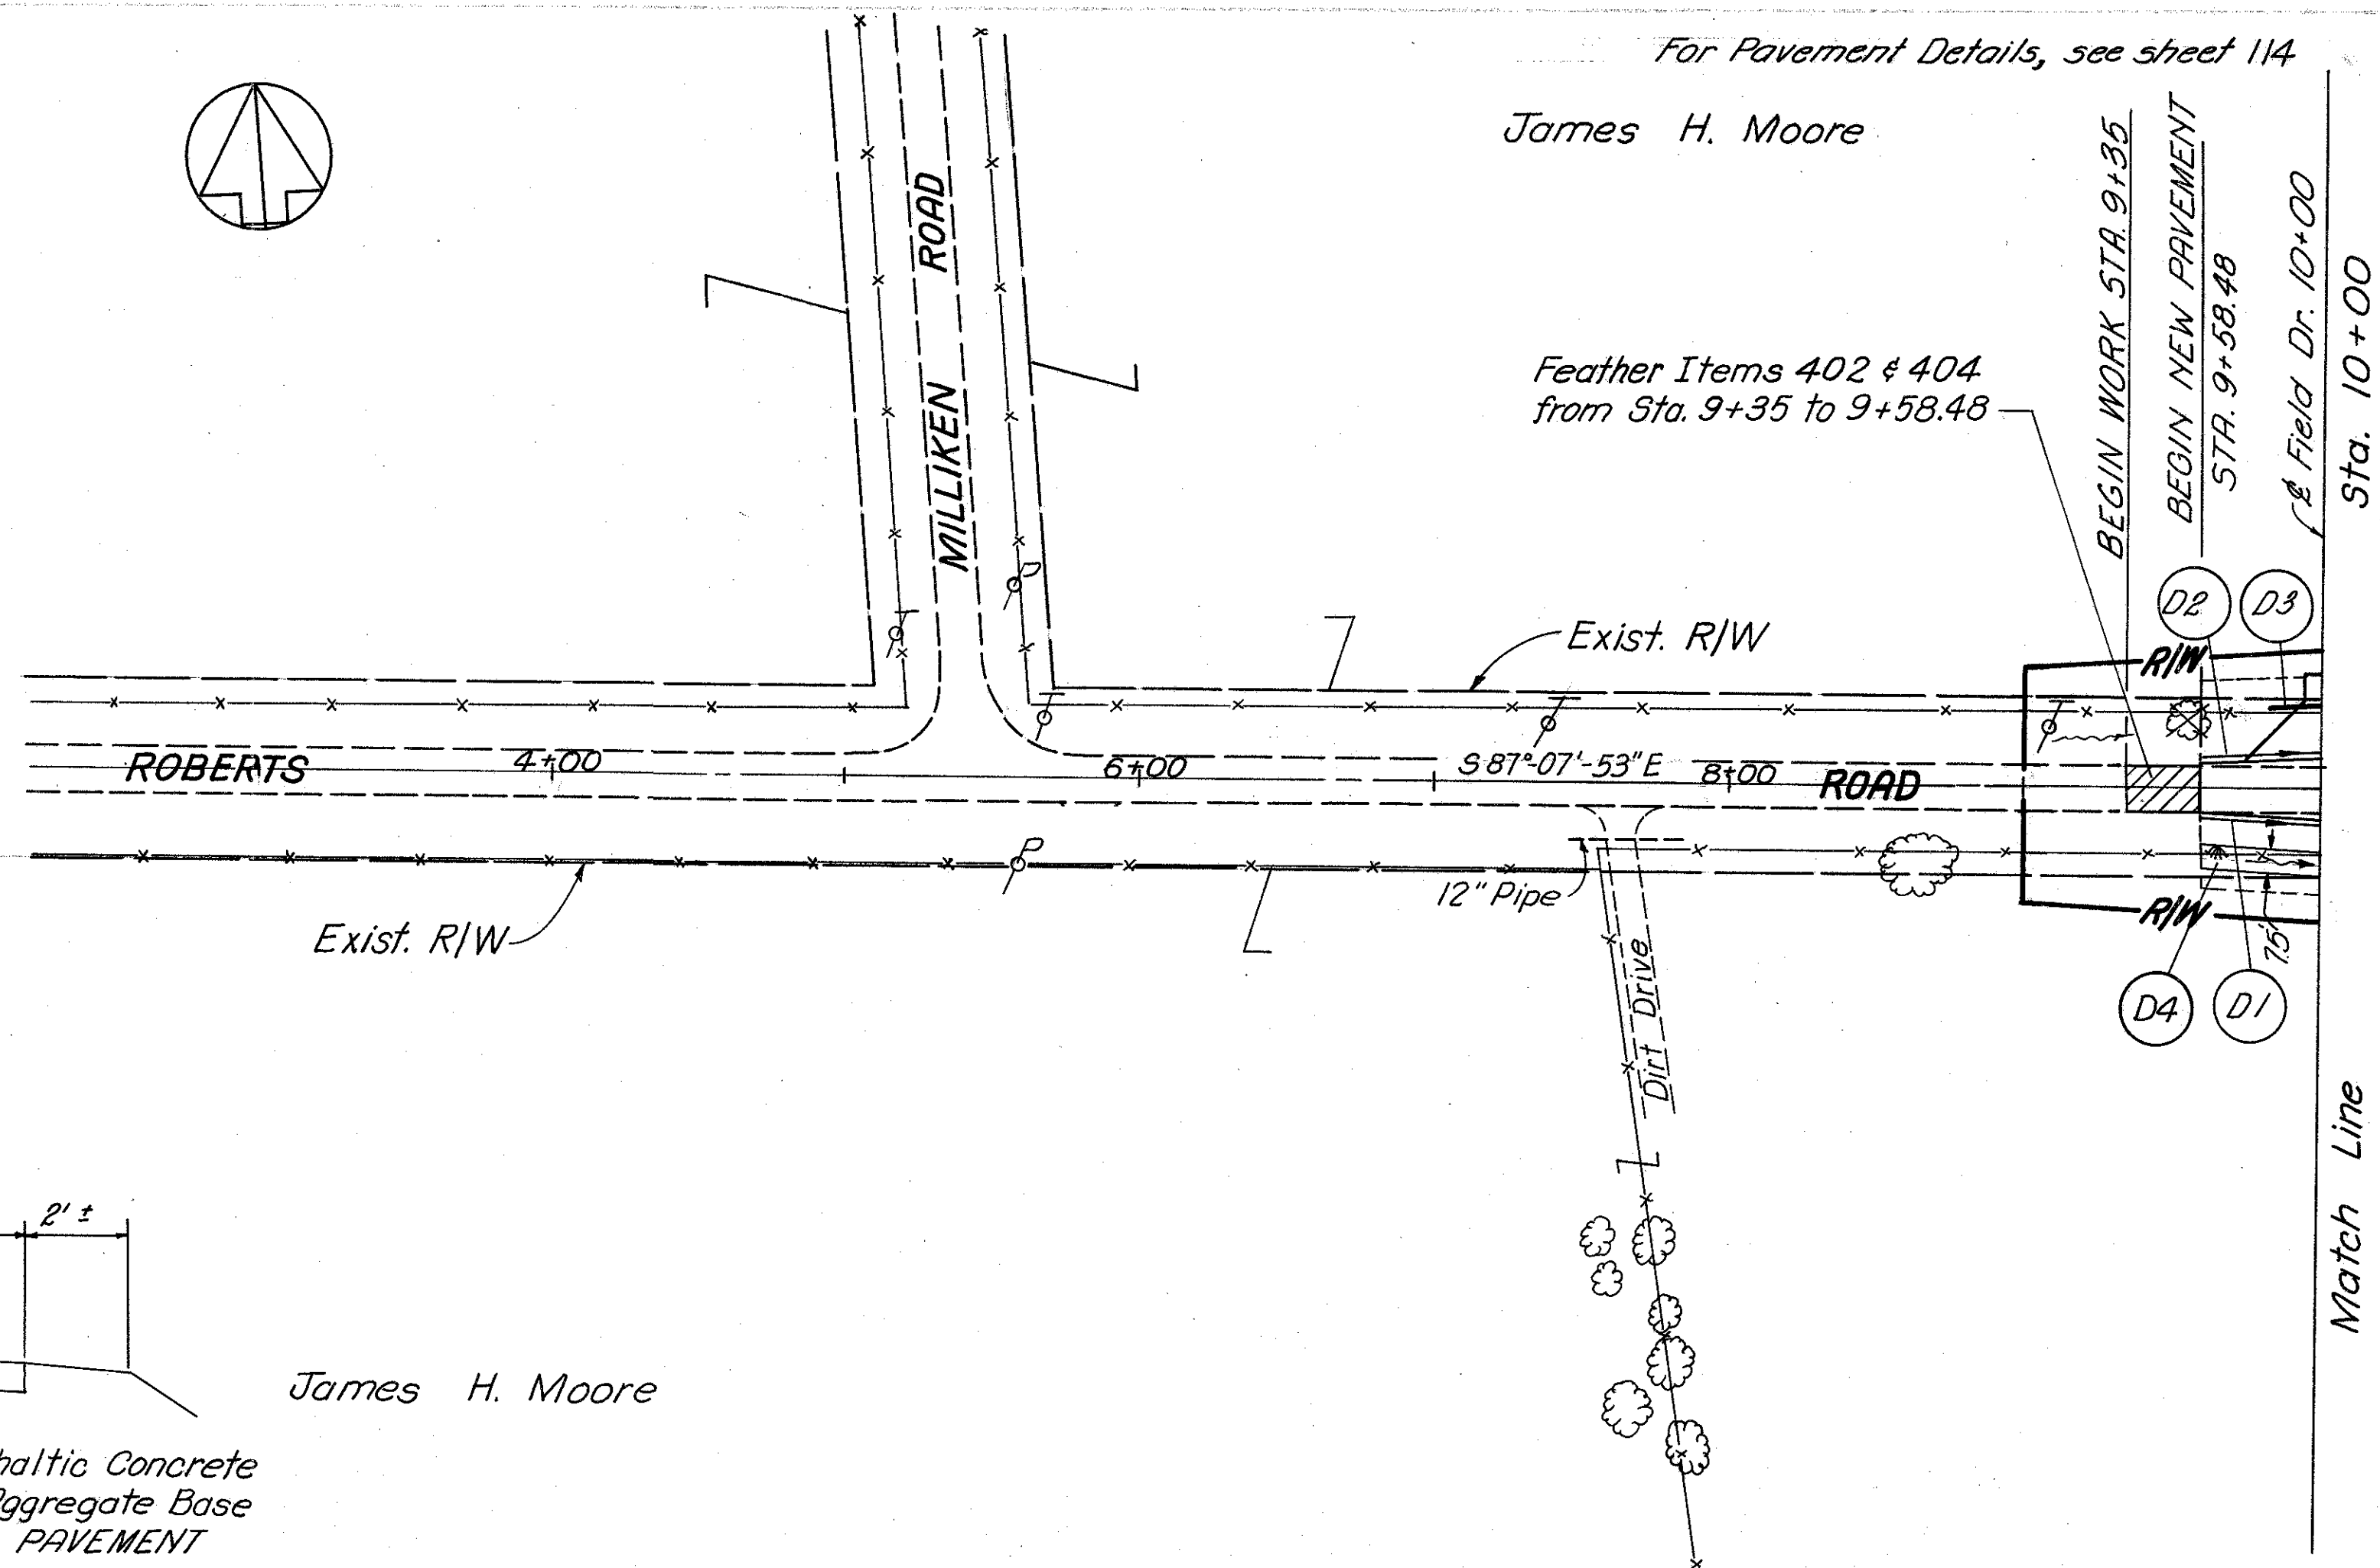 For Pavement Details, see sheet 114
James H. Moore
BEGIN WORK STA. 9+35
BEGIN NEW PAVEMENT
STA. 9+58.48
℄ Field Dr. 10+00
Sta. 10+00
MILLIKEN ROAD
Feather Items 402 & 404
from Sta. 9+35 to 9+58.48
D2
D3
T
P
Exist. R/W
R/W
T
T
T
ROBERTS
4+00
6+00
S 87°-07'-53"E
8+00
ROAD
P
12" Pipe
Exist. R/W
R/W
7.5'
D4
D1
Dirt Drive
Match Line
2' ±
James H. Moore
haltic Concrete
ggregate Base
PAVEMENT